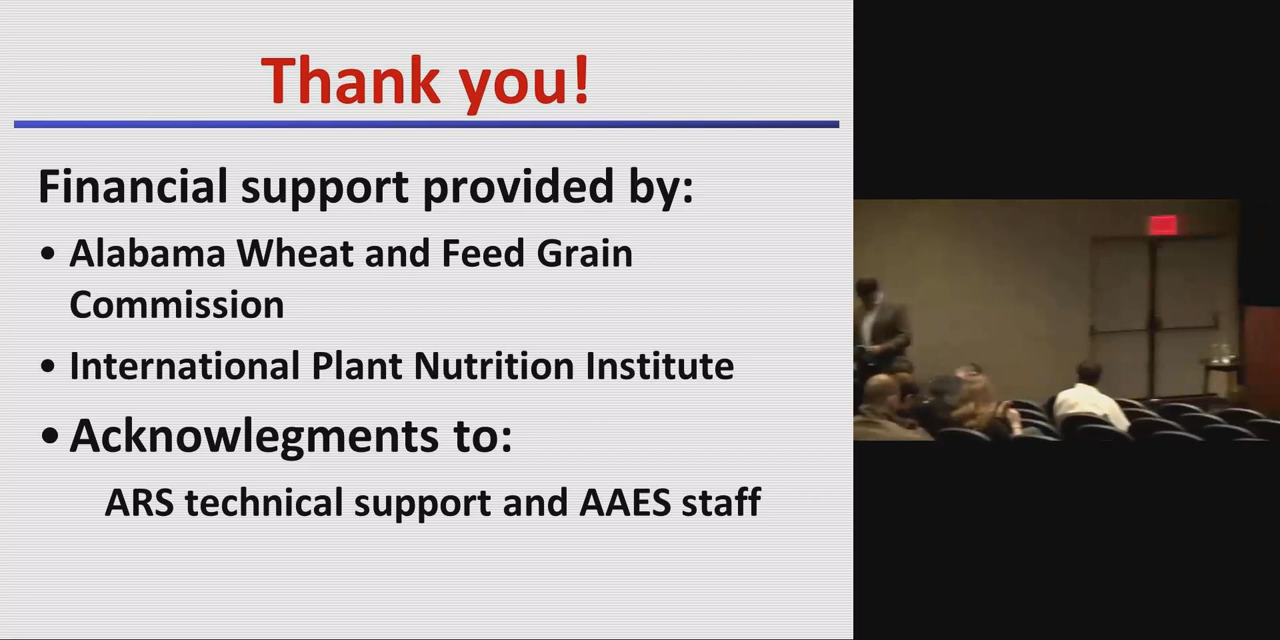 Thank you!
Financial support provided by:
• Alabama Wheat and Feed Grain
Commission
• International Plant Nutrition Institute
• Acknowlegments to:
ARS technical support and AAES staff